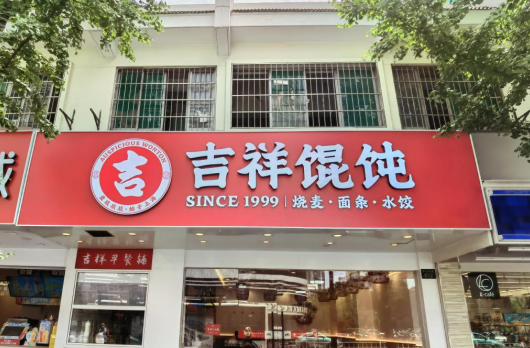 AUSPICIOUS WONTON
吉
吉祥馄饨
SINCE 1999 | 烧麦·面条·水饺
吉祥早餐铺
K-café